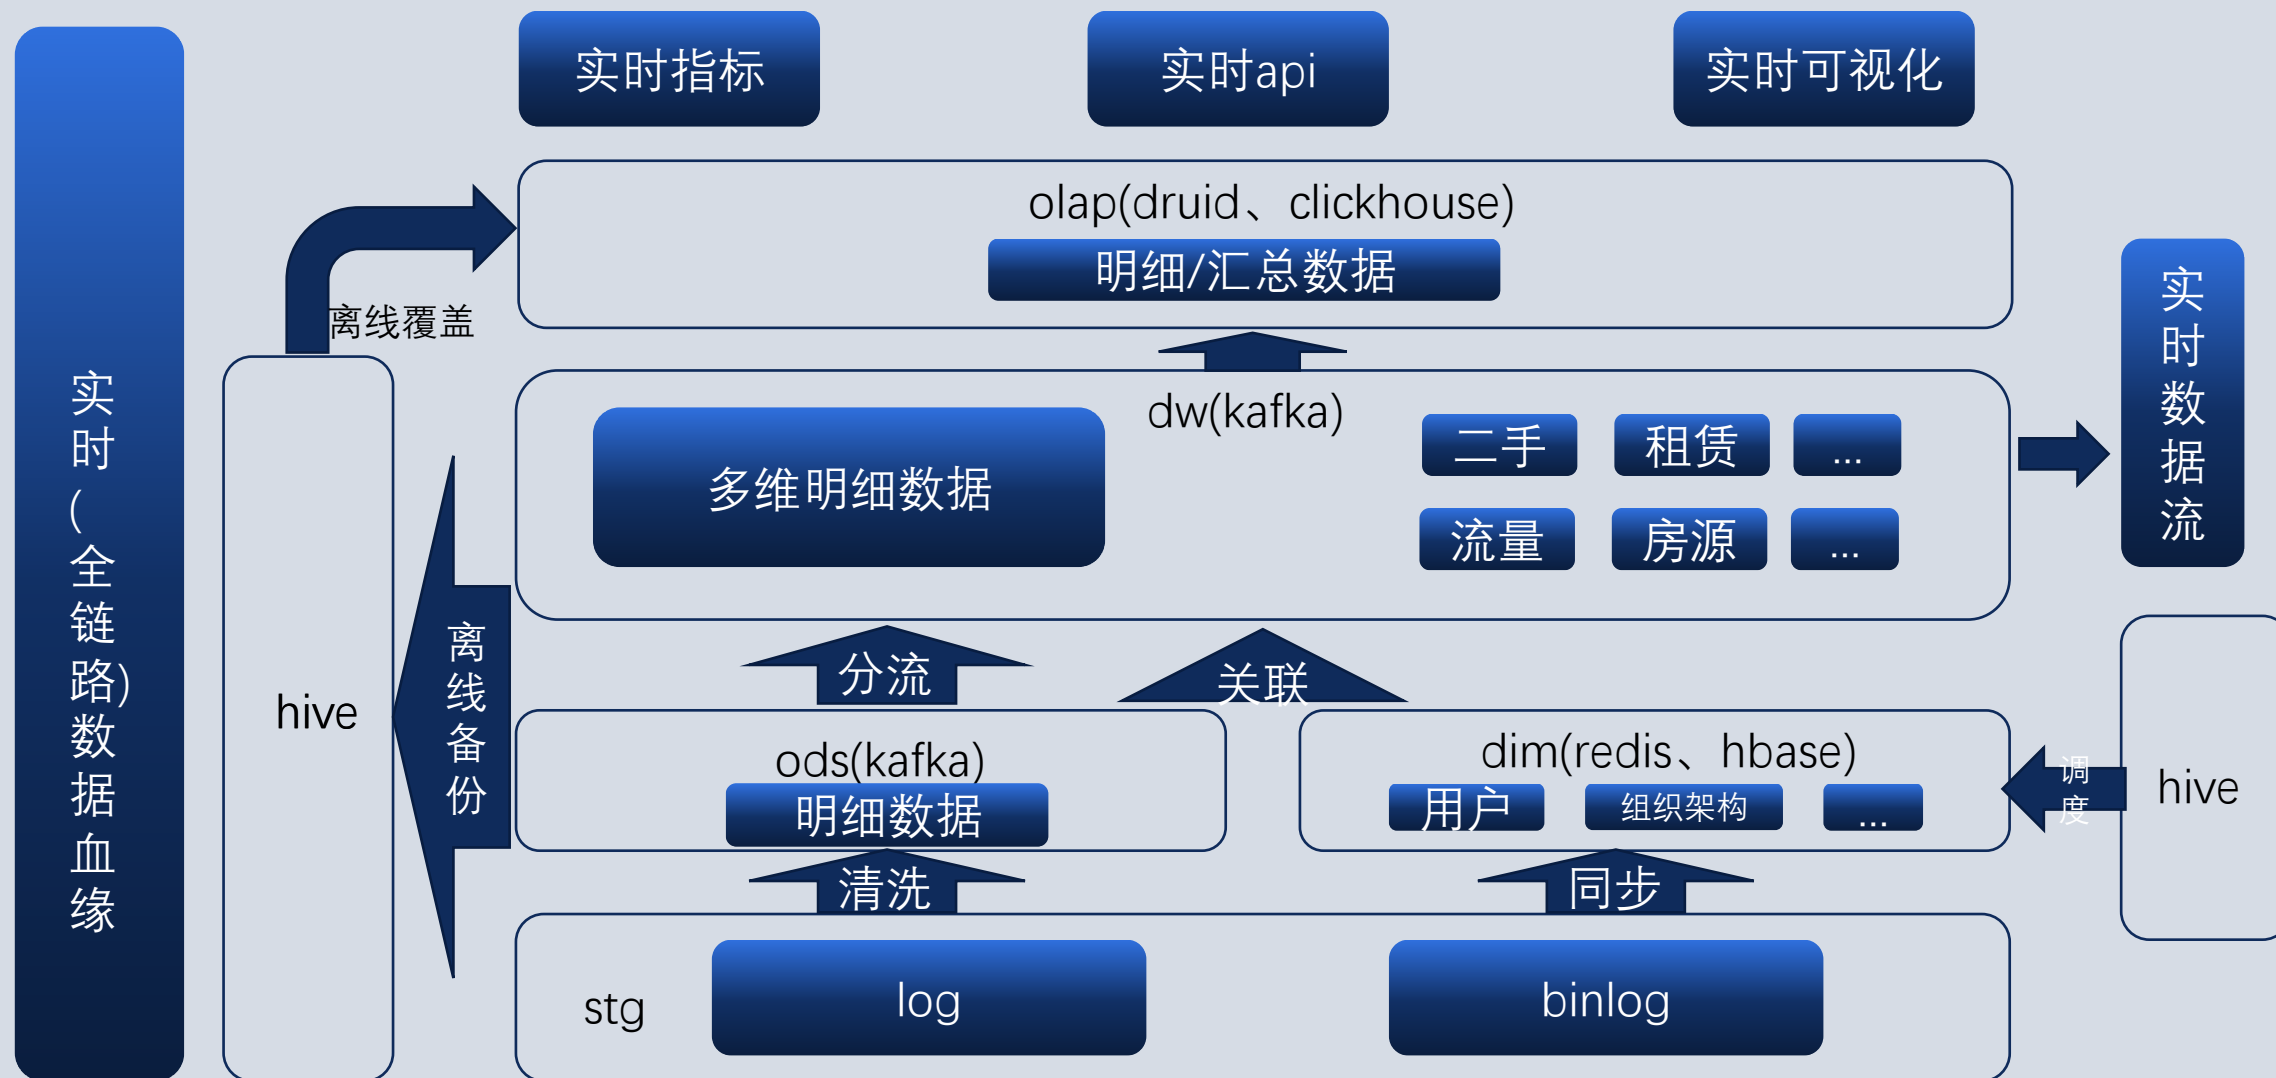 实时指标
实时api
实时可视化
olap(druid、clickhouse)
明细/汇总数据
离线覆盖
实时(全链路)数据血缘
hive
离线备份
dw(kafka)
多维明细数据
二手
租赁
...
流量
房源
...
实时数据流
分流
关联
ods(kafka)
明细数据
dim(redis、hbase)
用户
组织架构
...
调度
hive
清洗
同步
stg
log
binlog